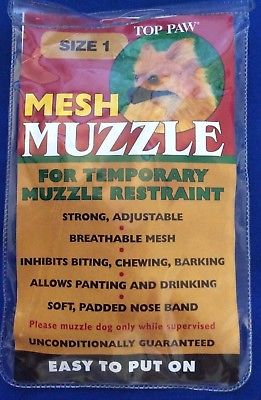 TOP PAW®
SIZE 1
MESH
MUZZLE
FOR TEMPORARY
MUZZLE RESTRAINT
STRONG, ADJUSTABLE
•
BREATHABLE MESH
•
INHIBITS BITING, CHEWING, BARKING
•
ALLOWS PANTING AND DRINKING
•
SOFT, PADDED NOSE BAND
Please muzzle dog only while supervised
UNCONDITIONALLY GUARANTEED
EASY TO PUT ON